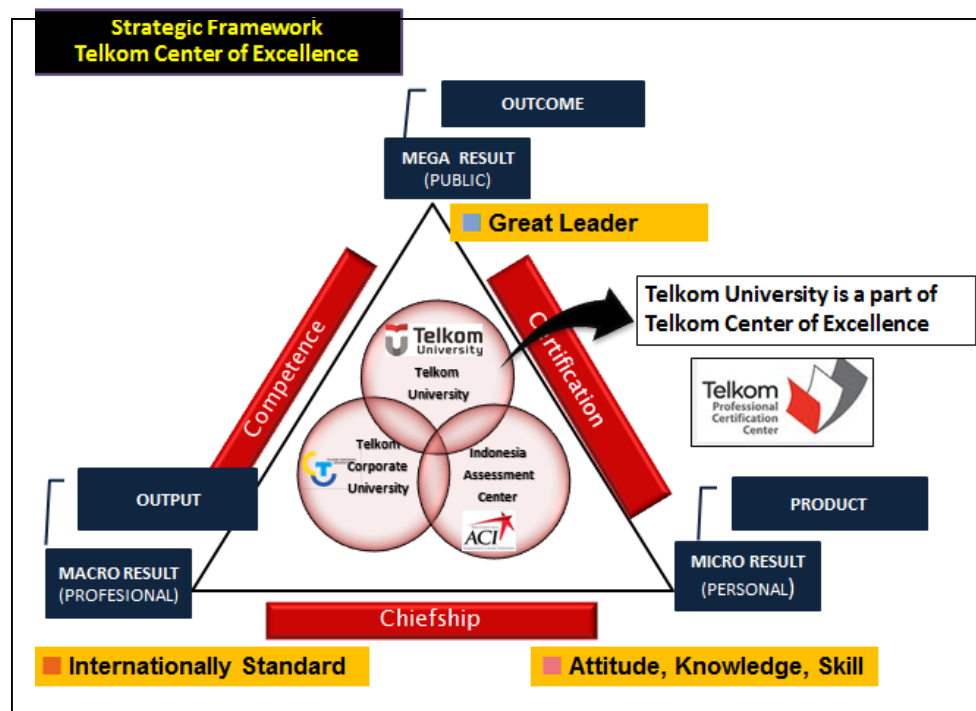 Strategic Framework
Telkom Center of Excellence
OUTCOME
MEGA RESULT
(PUBLIC)
Great Leader
Competence
Certification
Telkom University is a part of
Telkom Center of Excellence
Telkom
University
Telkom
University
Telkom
Professional
Certification
Center
Telkom
Corporate
University
Indonesia
Assessment
Center
ACI
OUTPUT
MACRO RESULT
(PROFESIONAL)
PRODUCT
MICRO RESULT
(PERSONAL)
Chiefship
Internationally Standard
Attitude, Knowledge, Skill